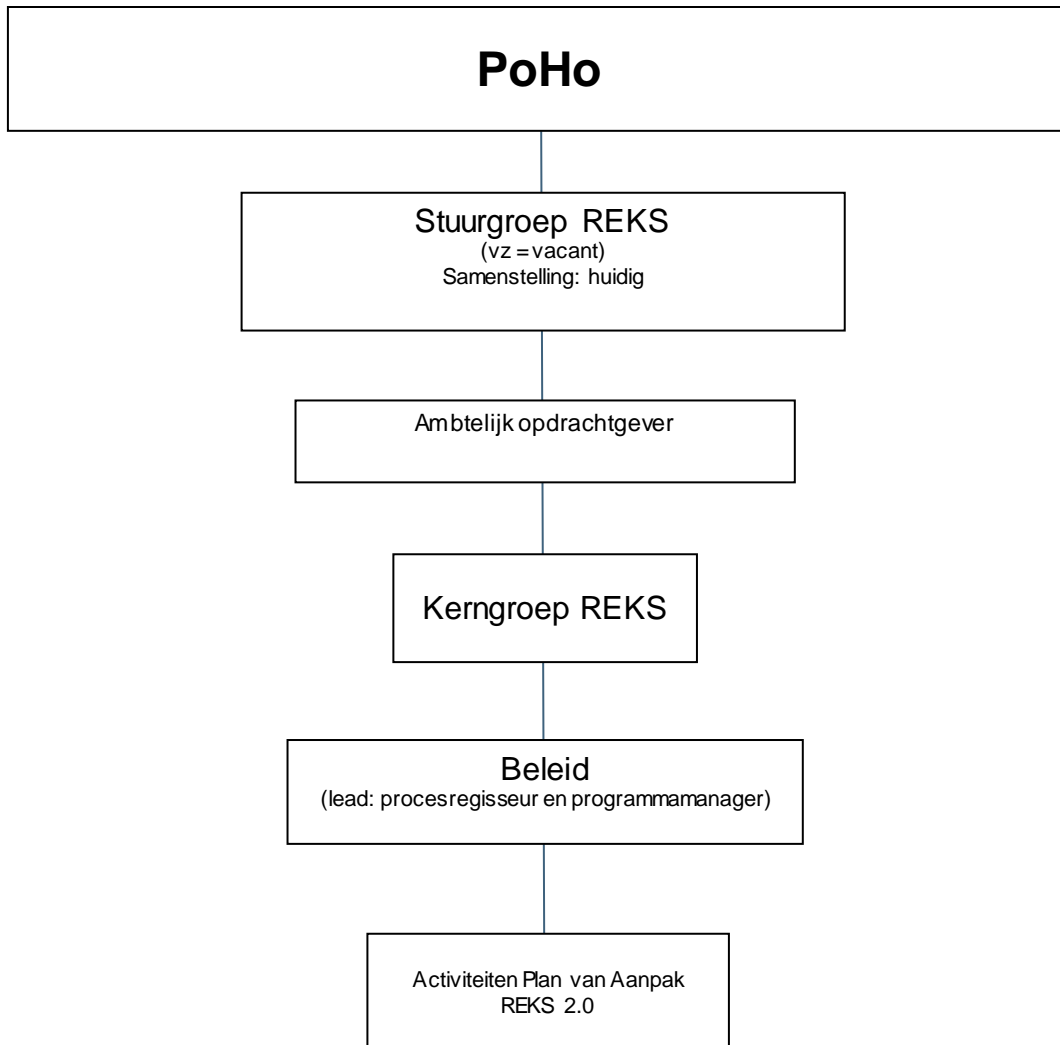 PoHo
Stuurgroep REKS
(vz = vacant)
Samenstelling: huidig
Ambtelijk opdrachtgever
Kerngroep REKS
Beleid
(lead: procesregisseur en programmamanager)
Activiteiten Plan van Aanpak
REKS 2.0